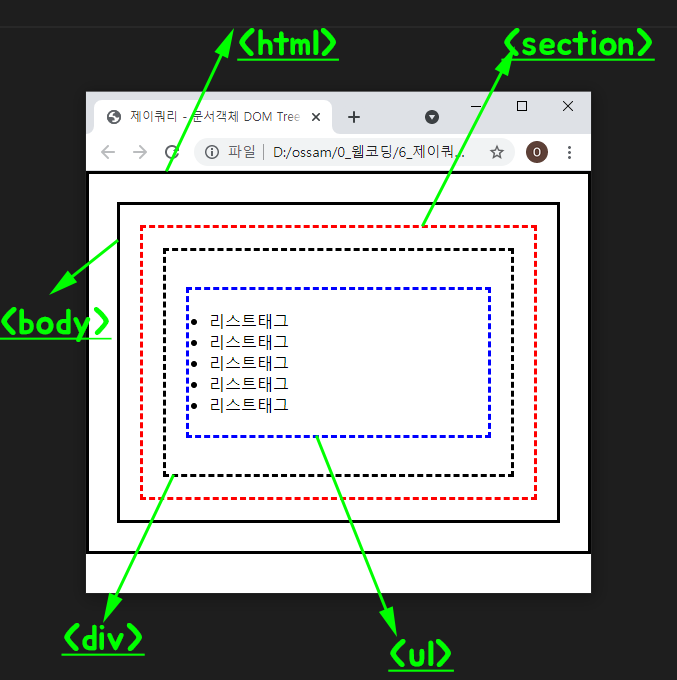 <html>
<section>
제이쿼리 - 문서객체 DOM Tree
파일 D:/ossam/0_웹코딩/6_제이쿼... O
<body>
리스트태그
리스트태그
리스트태그
리스트태그
리스트태그
<div>
<ul>